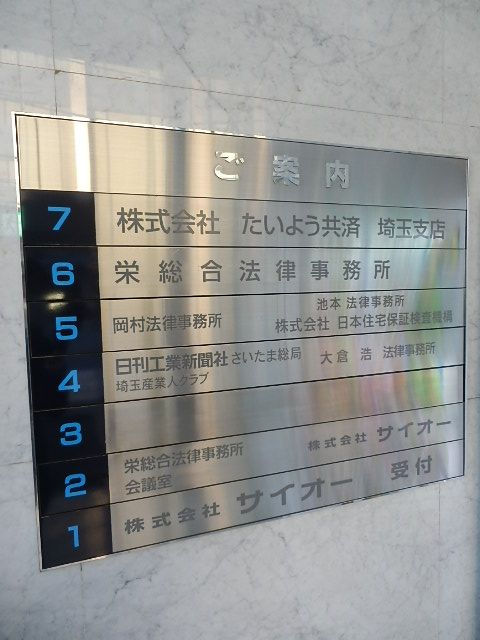 ご案内
7 株式会社 たいよう共済 埼玉支店
6 栄総合法律事務所
5 岡村法律事務所
池本 法律事務所
株式会社 日本住宅保証検査機構
4 日刊工業新聞社 さいたま総局 大倉 浩 法律事務所
埼玉産業人クラブ
3
2 栄総合法律事務所
会議室
株式会社 サイオー
1 株式会社 サイオー 受付